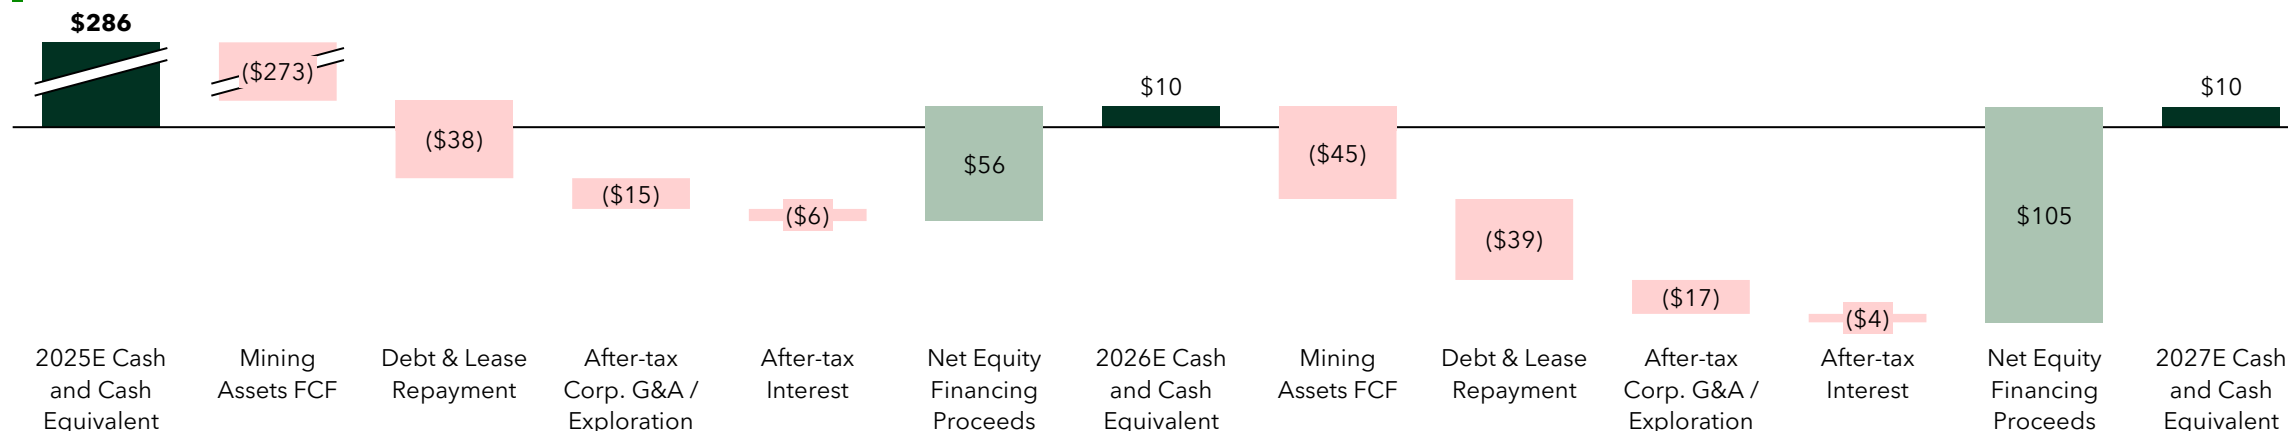 $286
($273)
($38)
($15)
($6)
$56
$10
($45)
($39)
($17)
($4)
$105
$10
2025E Cash
and Cash
Equivalent
Mining
Assets FCF
Debt & Lease
Repayment
After-tax
Corp. G&A /
Exploration
After-tax
Interest
Net Equity
Financing
Proceeds
2026E Cash
and Cash
Equivalent
Mining
Assets FCF
Debt & Lease
Repayment
After-tax
Corp. G&A /
Exploration
After-tax
Interest
Net Equity
Financing
Proceeds
2027E Cash
and Cash
Equivalent